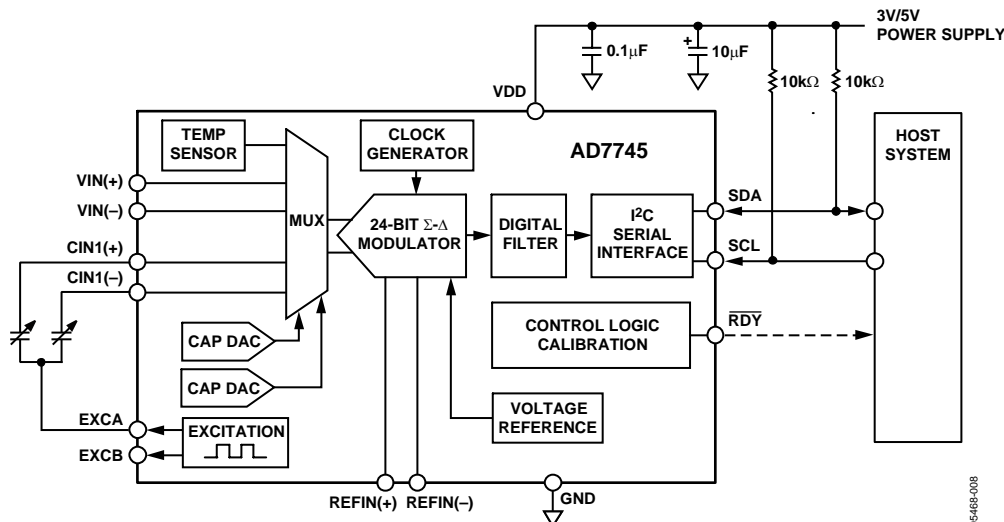 3V/5V
POWER SUPPLY
0.1μF
+
10μF
10kΩ
10kΩ
VDD
TEMP
SENSOR
CLOCK
GENERATOR
AD7745
HOST
SYSTEM
VIN(+)
VIN(–)
MUX
24-BIT Σ-Δ
MODULATOR
DIGITAL
FILTER
I²C
SERIAL
INTERFACE
SDA
SCL
CIN1(+)
CIN1(–)
CAP DAC
CAP DAC
CONTROL LOGIC
CALIBRATION
RDY
VOLTAGE
REFERENCE
EXCA
EXCB
EXCITATION
REFIN(+)
REFIN(–)
GND
05468-008